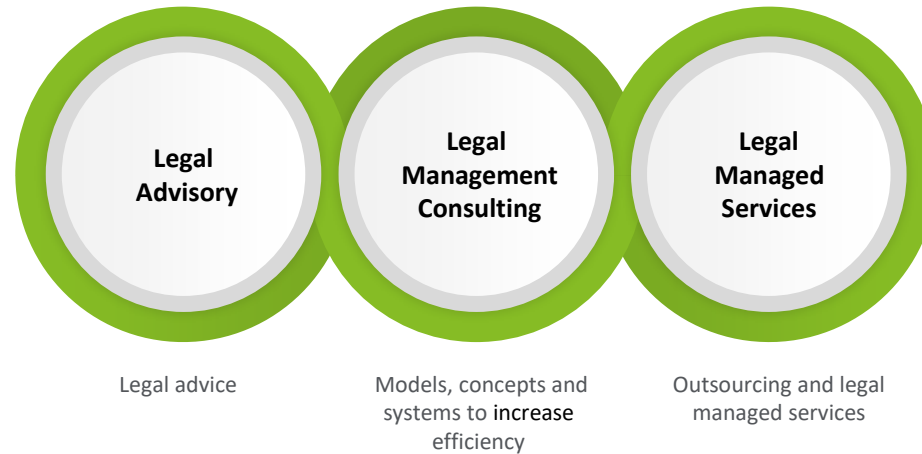 Legal
Advisory
Legal
Management
Consulting
Legal
Managed
Services
Legal advice
Models, concepts and
systems to increase
efficiency
Outsourcing and legal
managed services